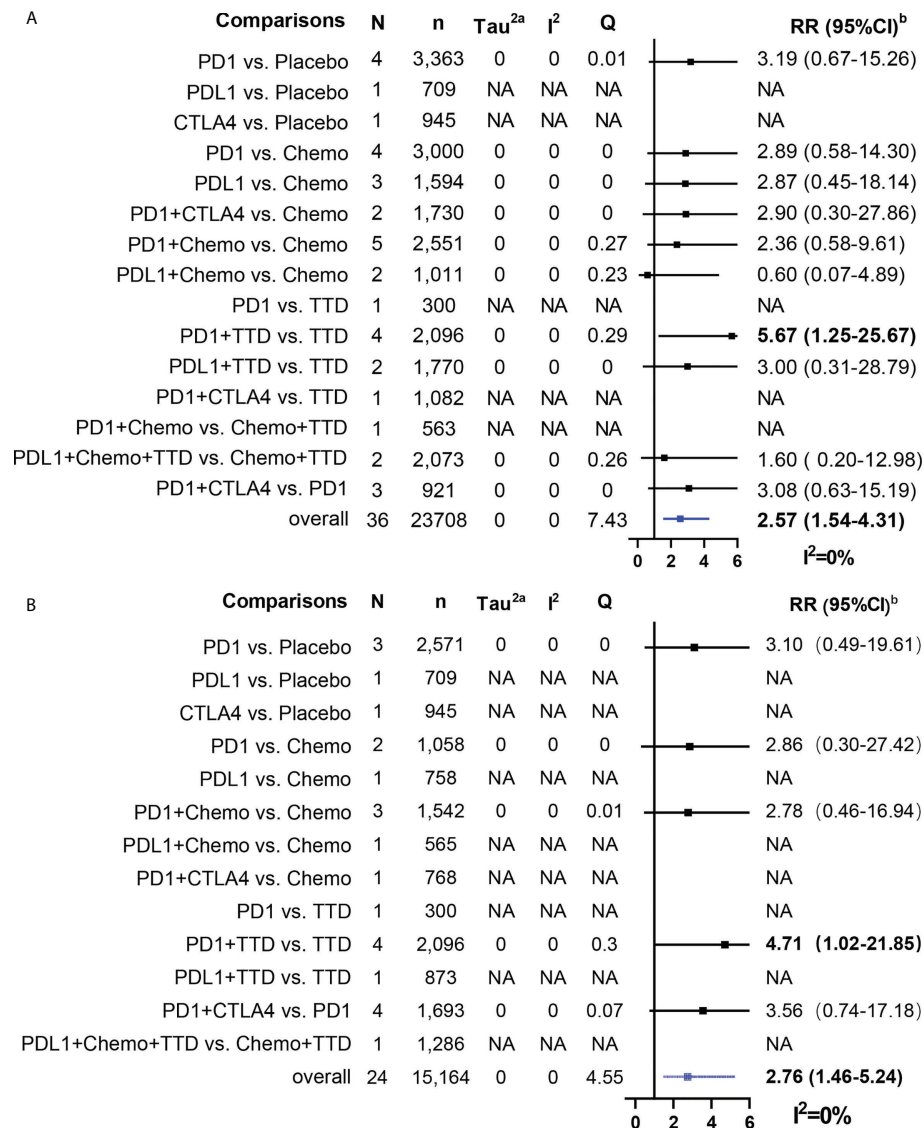 A
Comparisons N n Tau2a I2 Q RR (95%CI)b
PD1 vs. Placebo 4 3,363 0 0 0.01 3.19 (0.67-15.26)
PDL1 vs. Placebo 1 709 NA NA NA NA
CTLA4 vs. Placebo 1 945 NA NA NA NA
PD1 vs. Chemo 4 3,000 0 0 0 2.89 (0.58-14.30)
PDL1 vs. Chemo 3 1,594 0 0 0 2.87 (0.45-18.14)
PD1+CTLA4 vs. Chemo 2 1,730 0 0 0 2.90 (0.30-27.86)
PD1+Chemo vs. Chemo 5 2,551 0 0 0.27 2.36 (0.58-9.61)
PDL1+Chemo vs. Chemo 2 1,011 0 0 0.23 0.60 (0.07-4.89)
PD1 vs. TTD 1 300 NA NA NA NA
PD1+TTD vs. TTD 4 2,096 0 0 0.29 5.67 (1.25-25.67)
PDL1+TTD vs. TTD 2 1,770 0 0 0 3.00 (0.31-28.79)
PD1+CTLA4 vs. TTD 1 1,082 NA NA NA NA
PD1+Chemo vs. Chemo+TTD 1 563 NA NA NA NA
PDL1+Chemo+TTD vs. Chemo+TTD 2 2,073 0 0 0.26 1.60 ( 0.20-12.98)
PD1+CTLA4 vs. PD1 3 921 0 0 0 3.08 (0.63-15.19)
overall 36 23708 0 0 7.43 2.57 (1.54-4.31)
0 2 4 6 I2=0%
B
Comparisons N n Tau2a I2 Q RR (95%CI)b
PD1 vs. Placebo 3 2,571 0 0 0 3.10 (0.49-19.61)
PDL1 vs. Placebo 1 709 NA NA NA NA
CTLA4 vs. Placebo 1 945 NA NA NA NA
PD1 vs. Chemo 2 1,058 0 0 0 2.86 (0.30-27.42)
PDL1 vs. Chemo 1 758 NA NA NA NA
PD1+Chemo vs. Chemo 3 1,542 0 0 0.01 2.78 (0.46-16.94)
PDL1+Chemo vs. Chemo 1 565 NA NA NA NA
PD1+CTLA4 vs. Chemo 1 768 NA NA NA NA
PD1 vs. TTD 1 300 NA NA NA NA
PD1+TTD vs. TTD 4 2,096 0 0 0.3 4.71 (1.02-21.85)
PDL1+TTD vs. TTD 1 873 NA NA NA NA
PD1+CTLA4 vs. PD1 4 1,693 0 0 0.07 3.56 (0.74-17.18)
PDL1+Chemo+TTD vs. Chemo+TTD 1 1,286 NA NA NA NA
overall 24 15,164 0 0 4.55 2.76 (1.46-5.24)
0 2 4 6 I2=0%